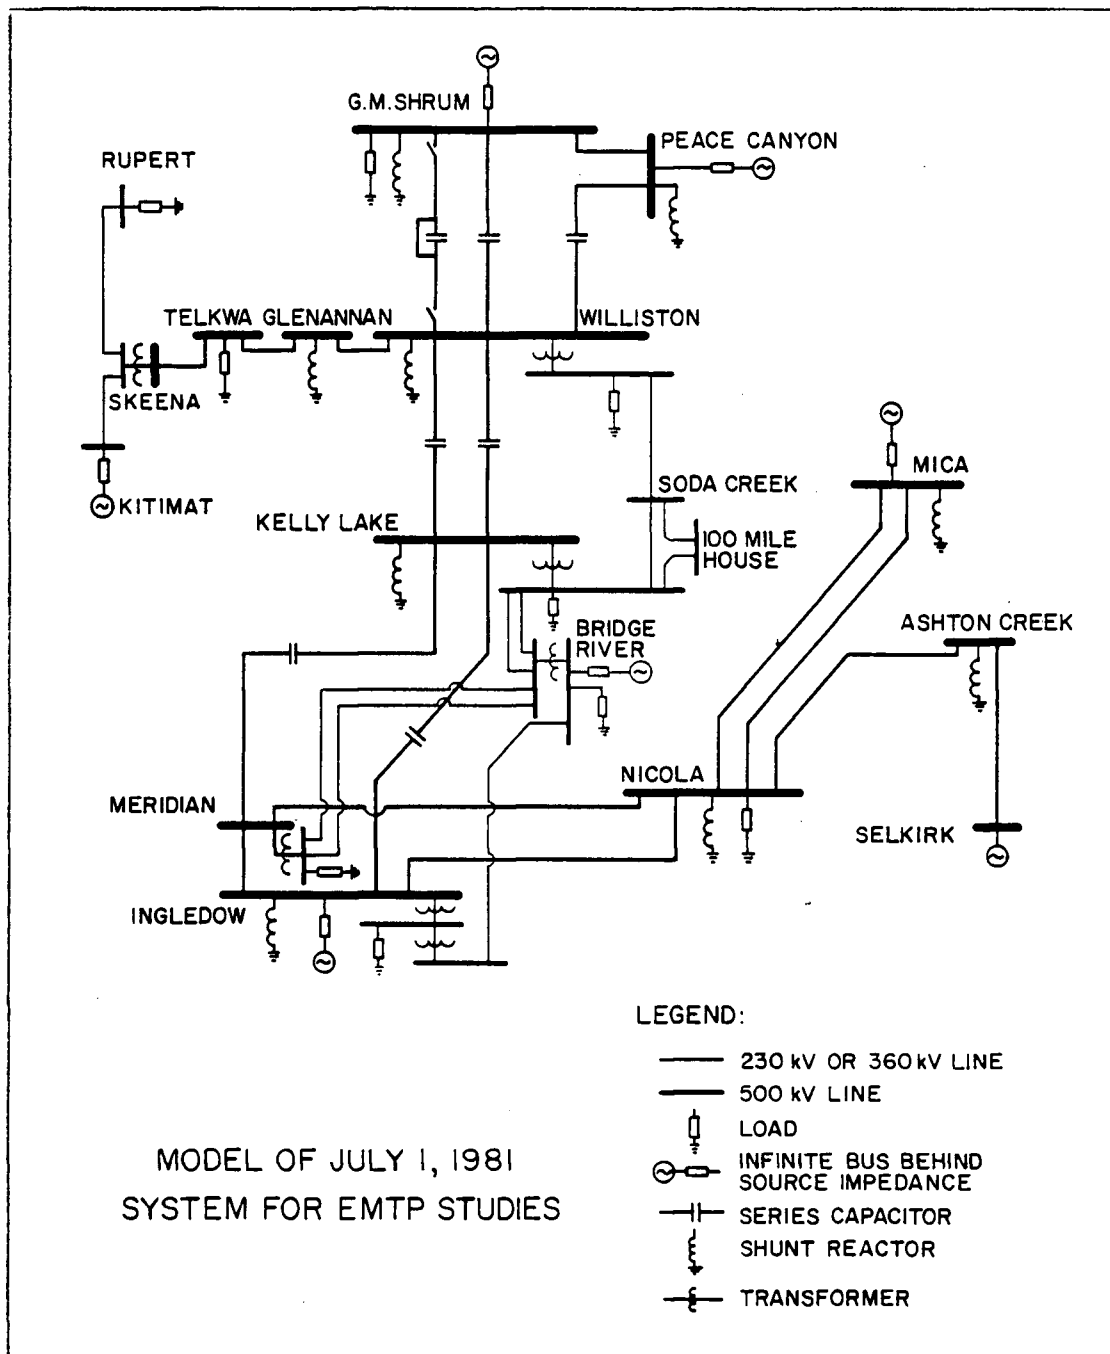 G.M.SHRUM
PEACE CANYON
RUPERT
TELKWA GLENANNAN
WILLISTON
SKEENA
KITIMAT
MICA
SODA CREEK
KELLY LAKE
100 MILE
HOUSE
ASHTON CREEK
BRIDGE
RIVER
NICOLA
MERIDIAN
SELKIRK
INGLEDOW
LEGEND:
230 kV OR 360 kV LINE
500 kV LINE
LOAD
INFINITE BUS BEHIND
SOURCE IMPEDANCE
SERIES CAPACITOR
SHUNT REACTOR
TRANSFORMER
MODEL OF JULY 1, 1981
SYSTEM FOR EMTP STUDIES